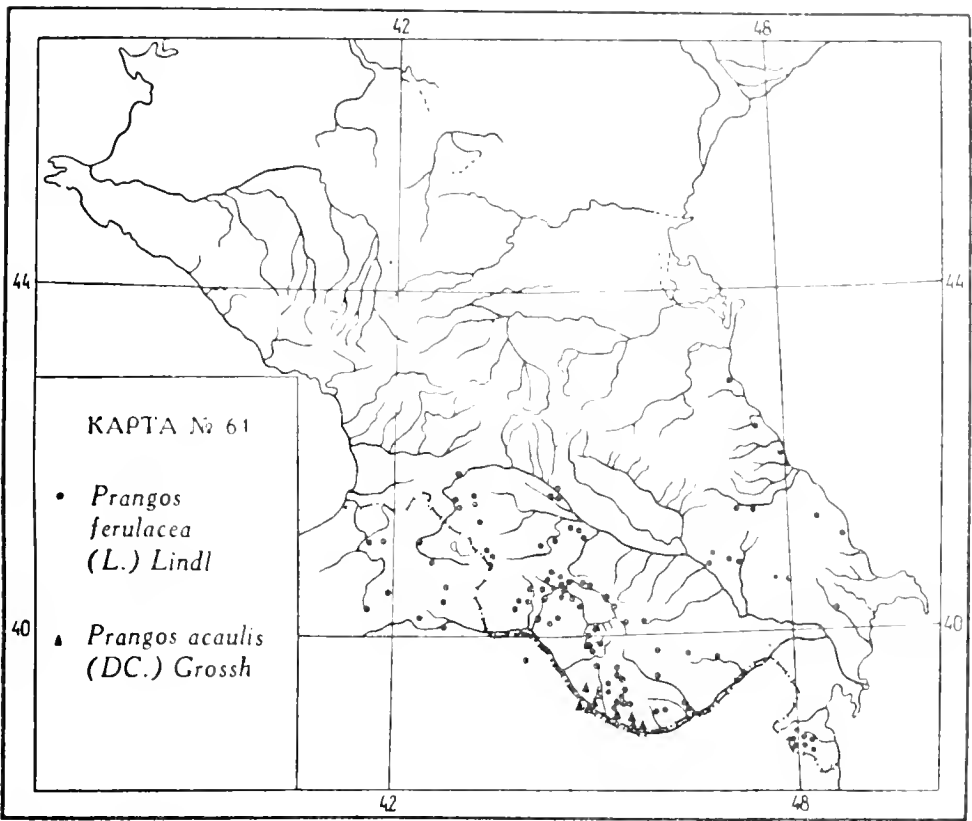 42 48
44 44
КАРТА № 61
• Prangos
ferulacea
(L.) Lindl
40 40
▲ Prangos acaulis
(DC.) Grossh
42 48